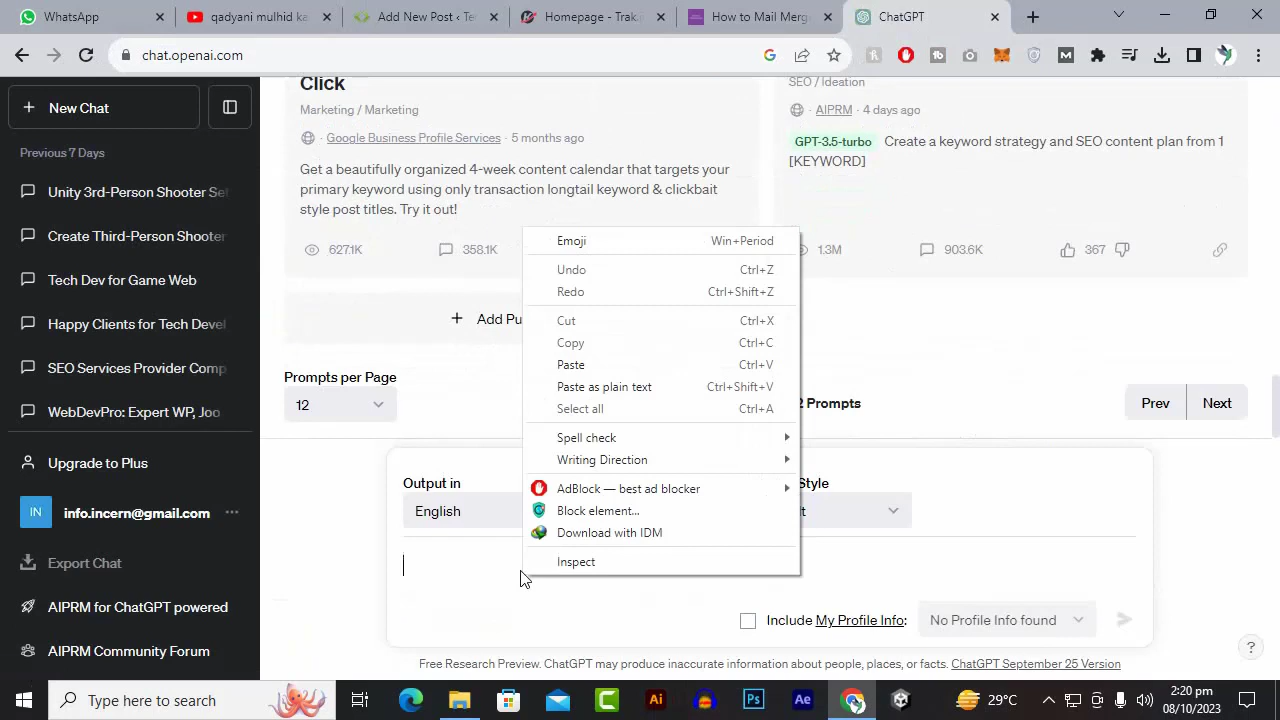 WhatsApp
qadyani mulhid ka
Add New Post - Te
Homepage - Trak.i
How to Mail Merg
ChatGPT
chat.openai.com
New Chat
Previous 7 Days
Unity 3rd-Person Shooter Set
Create Third-Person Shooter
Tech Dev for Game Web
Happy Clients for Tech Devel
SEO Services Provider Comp
WebDevPro: Expert WP, Joo
Upgrade to Plus
IN
info.incern@gmail.com
Export Chat
AIPRM for ChatGPT powered
AIPRM Community Forum
Click
Marketing / Marketing
Google Business Profile Services · 5 months ago
Get a beautifully organized 4-week content calendar that targets your
primary keyword using only transaction longtail keyword & clickbait
style post titles. Try it out!
627.1K
358.1K
SEO / Ideation
AIPRM · 4 days ago
GPT-3.5-turbo Create a keyword strategy and SEO content plan from 1
[KEYWORD]
1.3M
903.6K
367
+ Add Pu
Prompts per Page
12
2 Prompts
Prev
Next
Emoji Win+Period
Undo Ctrl+Z
Redo Ctrl+Shift+Z
Cut Ctrl+X
Copy Ctrl+C
Paste Ctrl+V
Paste as plain text Ctrl+Shift+V
Select all Ctrl+A
Spell check
Writing Direction
AdBlock — best ad blocker
Block element...
Download with IDM
Inspect
Output in
English
Style
Include My Profile Info:
No Profile Info found
Free Research Preview. ChatGPT may produce inaccurate information about people, places, or facts. ChatGPT September 25 Version
?
Type here to search
29°C
2:20 pm
08/10/2023